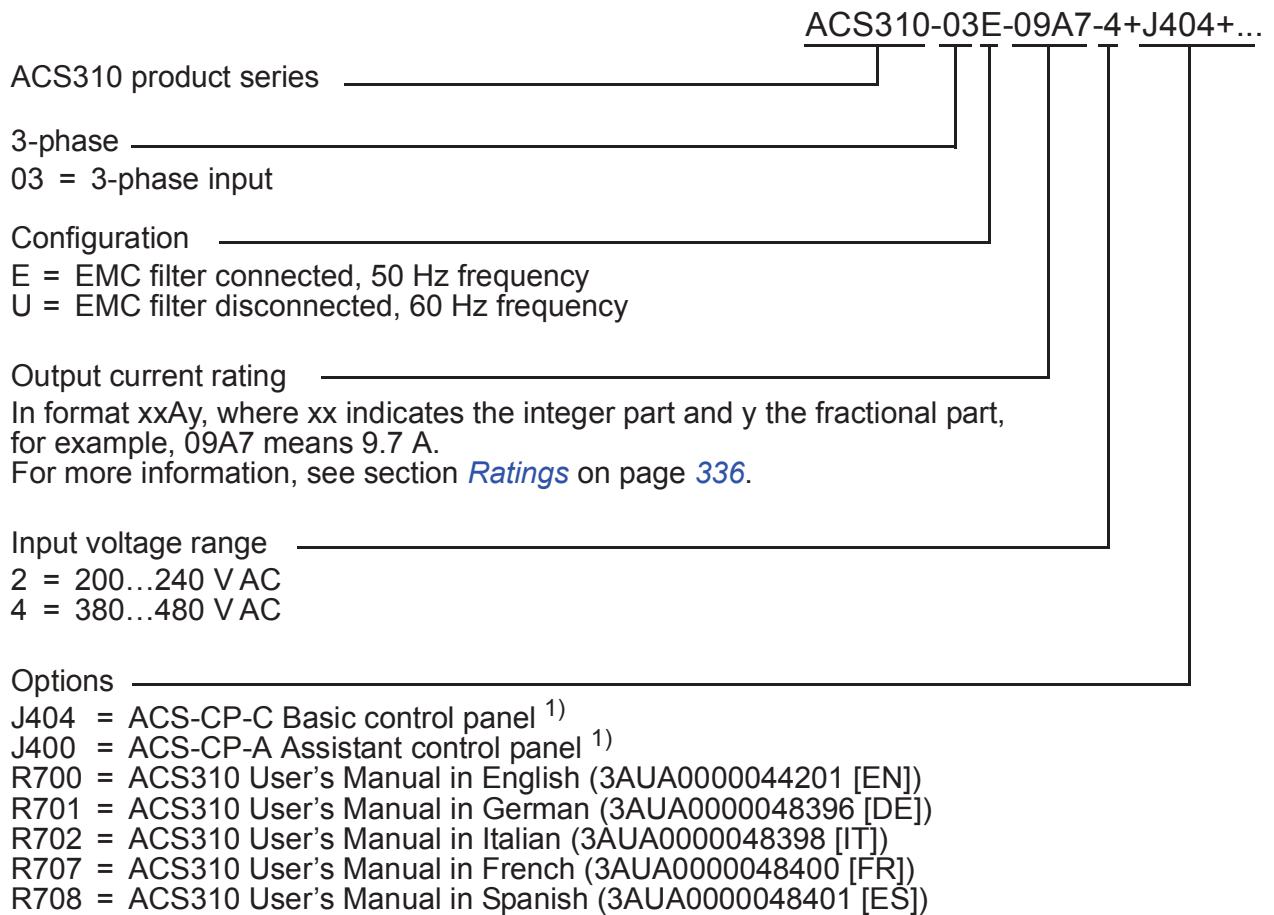 ACS310-03E-09A7-4+J404+...
ACS310 product series
3-phase
03 = 3-phase input
Configuration
E = EMC filter connected, 50 Hz frequency
U = EMC filter disconnected, 60 Hz frequency
Output current rating
In format xxAy, where xx indicates the integer part and y the fractional part,
for example, 09A7 means 9.7 A.
For more information, see section Ratings on page 336.
Input voltage range
2 = 200…240 V AC
4 = 380…480 V AC
Options
J404 = ACS-CP-C Basic control panel 1)
J400 = ACS-CP-A Assistant control panel 1)
R700 = ACS310 User's Manual in English (3AUA0000044201 [EN])
R701 = ACS310 User's Manual in German (3AUA0000048396 [DE])
R702 = ACS310 User's Manual in Italian (3AUA0000048398 [IT])
R707 = ACS310 User's Manual in French (3AUA0000048400 [FR])
R708 = ACS310 User's Manual in Spanish (3AUA0000048401 [ES])